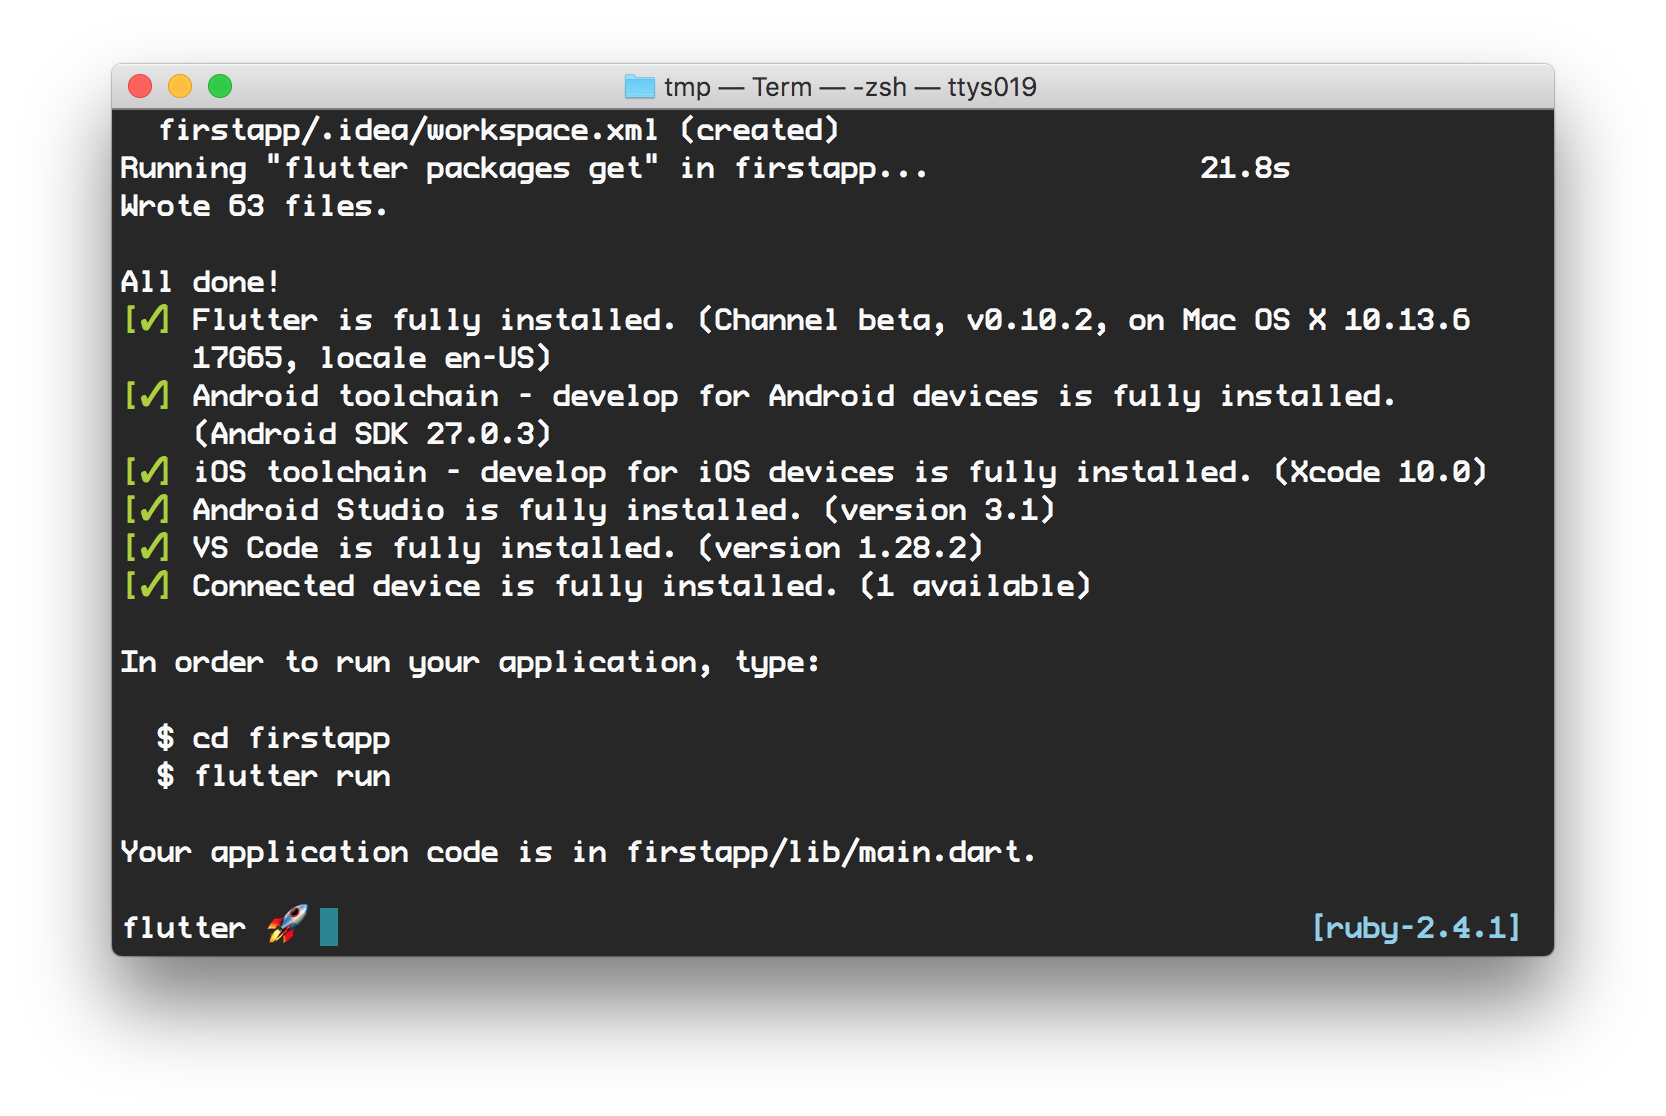 tmp — Term — -zsh — ttys019
firstapp/.idea/workspace.xml (created)
Running "flutter packages get" in firstapp... 21.8s
Wrote 63 files.
All done!
[✓] Flutter is fully installed. (Channel beta, v0.10.2, on Mac OS X 10.13.6
17G65, locale en-US)
[✓] Android toolchain - develop for Android devices is fully installed.
(Android SDK 27.0.3)
[✓] iOS toolchain - develop for iOS devices is fully installed. (Xcode 10.0)
[✓] Android Studio is fully installed. (version 3.1)
[✓] VS Code is fully installed. (version 1.28.2)
[✓] Connected device is fully installed. (1 available)
In order to run your application, type:
$ cd firstapp
$ flutter run
Your application code is in firstapp/lib/main.dart.
flutter 🚀 [ruby-2.4.1]